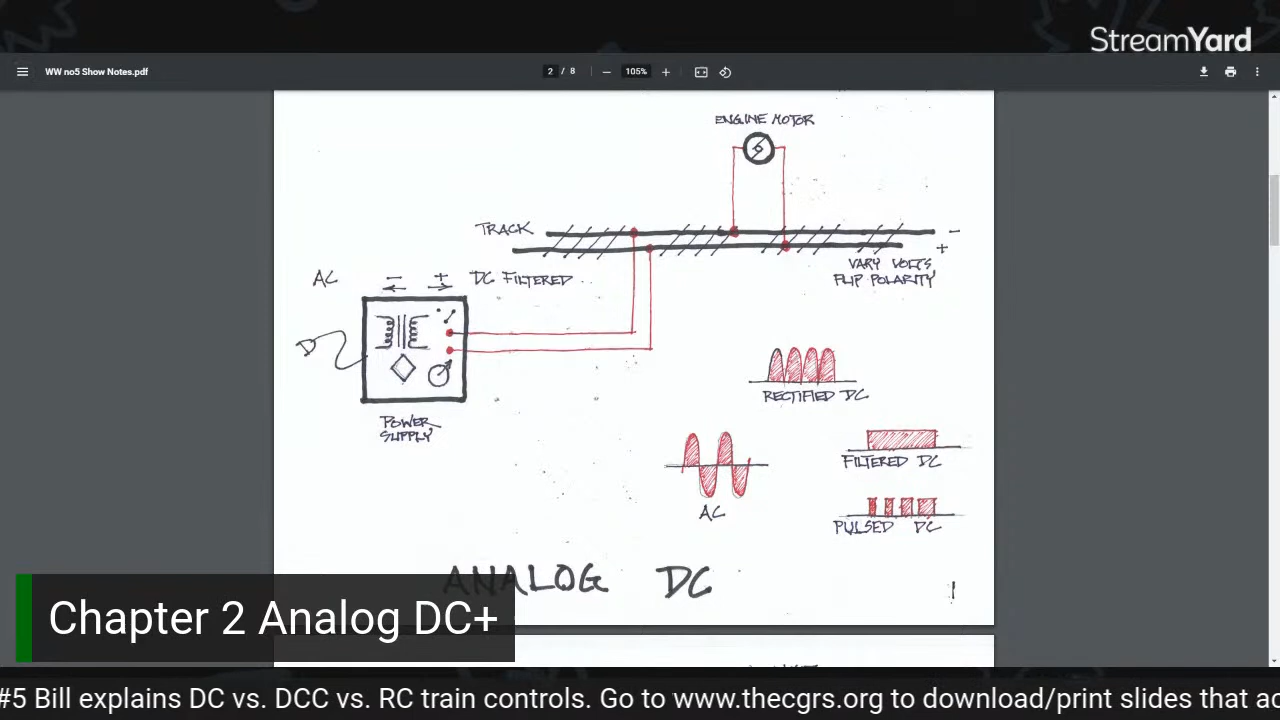 StreamYard
WW no5 Show Notes.pdf
2 / 8
105%
ENGINE MOTOR
TRACK
-
+
VARY VOLTS
FLIP POLARITY
AC
- +
DC FILTERED
POWER
SUPPLY
RECTIFIED DC
FILTERED DC
AC
PULSED DC
ANALOG DC
1
Chapter 2 Analog DC+
#5 Bill explains DC vs. DCC vs. RC train controls. Go to www.thecgrs.org to download/print slides that ac